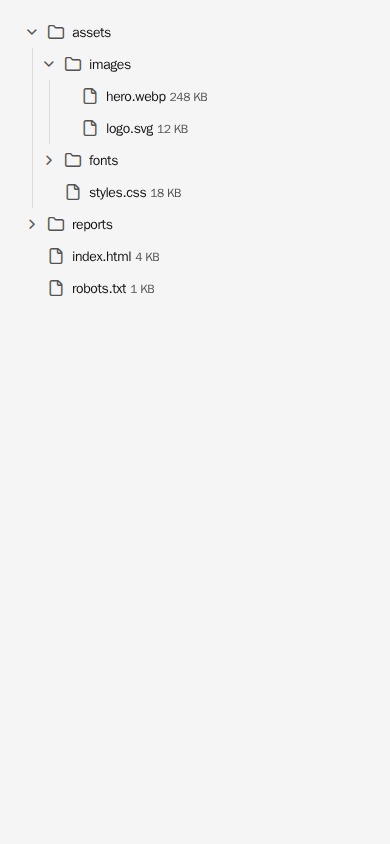 assets
images
hero.webp 248 KB
logo.svg 12 KB
fonts
styles.css 18 KB
reports
index.html 4 KB
robots.txt 1 KB